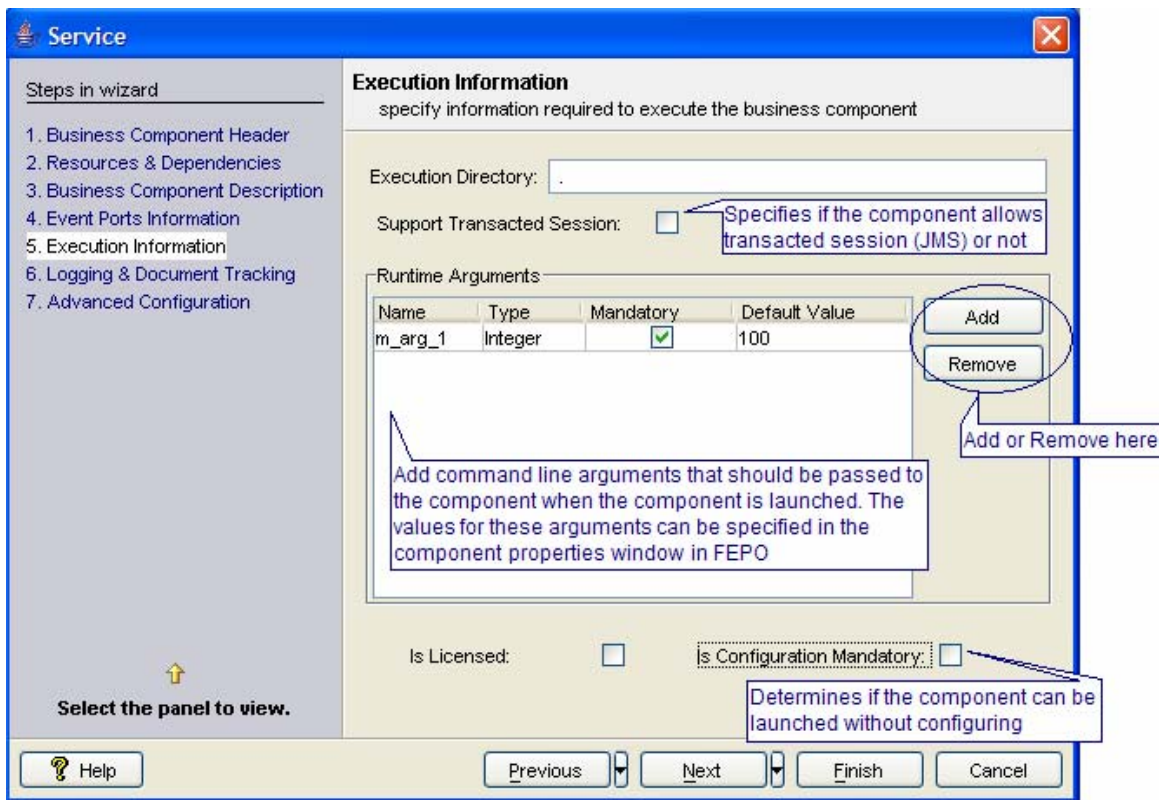 Service
Steps in wizard
1. Business Component Header
2. Resources & Dependencies
3. Business Component Description
4. Event Ports Information
5. Execution Information
6. Logging & Document Tracking
7. Advanced Configuration
Select the panel to view.
Execution Information
specify information required to execute the business component
Execution Directory: .
Support Transacted Session:
Specifies if the component allows
transacted session (JMS) or not
Runtime Arguments
Name Type Mandatory Default Value
m_arg_1 Integer 100
Add
Remove
Add or Remove here
Add command line arguments that should be passed to
the component when the component is launched. The
values for these arguments can be specified in the
component properties window in FEPO
Is Licensed: Is Configuration Mandatory:
Determines if the component can be
launched without configuring
? Help Previous Next Finish Cancel